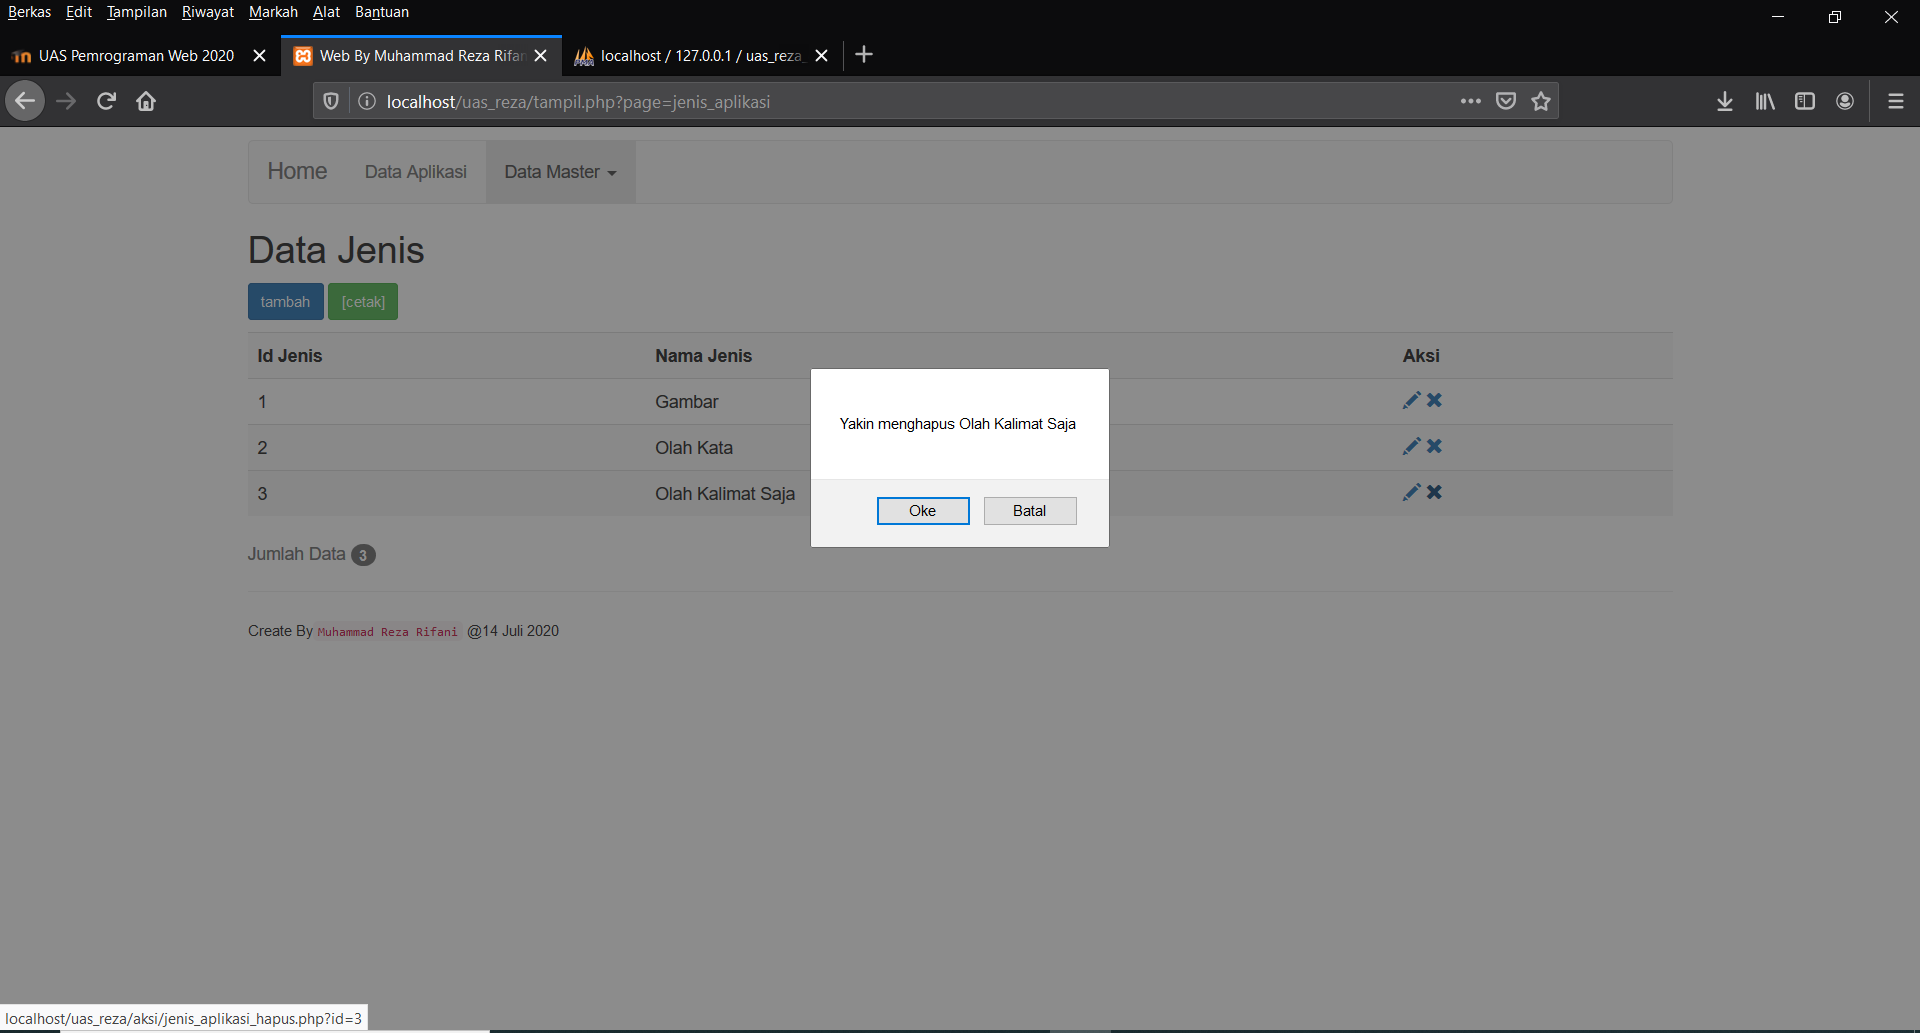 Berkas Edit Tampilan Riwayat Markah Alat Bantuan
UAS Pemrograman Web 2020
Web By Muhammad Reza Rifan
localhost / 127.0.0.1 / uas_reza_
localhost/uas_reza/tampil.php?page=jenis_aplikasi
Home Data Aplikasi Data Master
Data Jenis
tambah [cetak]
Id Jenis Nama Jenis Aksi
1 Gambar
2 Olah Kata
3 Olah Kalimat Saja
Yakin menghapus Olah Kalimat Saja
Oke Batal
Jumlah Data 3
Create By Muhammad Reza Rifani @14 Juli 2020
localhost/uas_reza/aksi/jenis_aplikasi_hapus.php?id=3